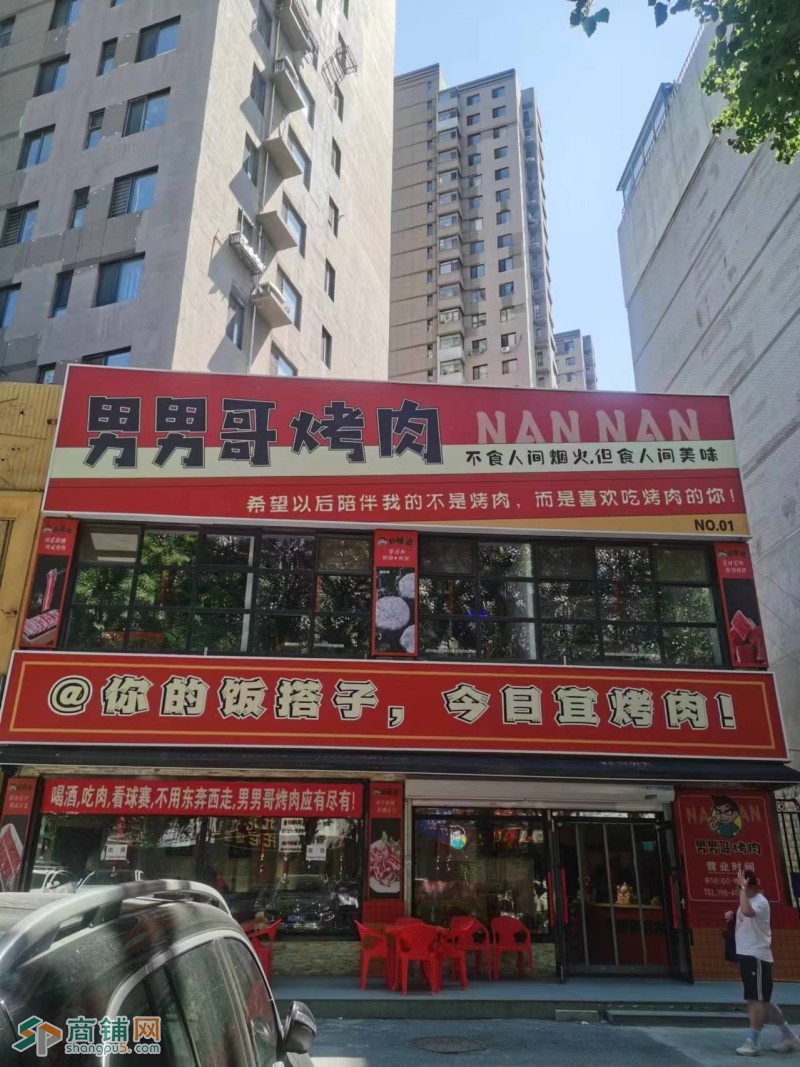 男男哥烤肉
NAN NAN
不食人间烟火,但食人间美味
希望以后陪伴我的不是烤肉，而是喜欢吃烤肉的你!
NO.01
@你的饭搭子，今日宜烤肉!
喝酒,吃肉,看球赛,不用东奔西走,男男哥烤肉应有尽有!
男男哥烤肉
营业时间
商铺网
shangpu5.com